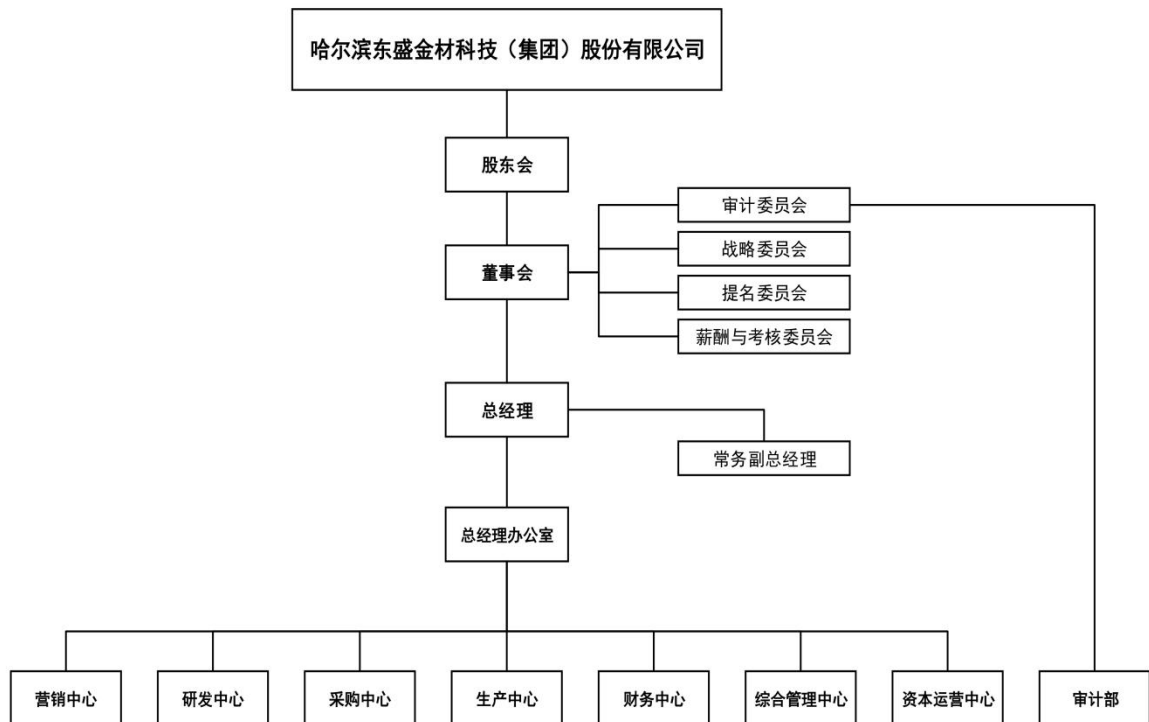 哈尔滨东盛金材科技（集团）股份有限公司
股东会
审计委员会
战略委员会
董事会
提名委员会
薪酬与考核委员会
总经理
常务副总经理
总经理办公室
营销中心
研发中心
采购中心
生产中心
财务中心
综合管理中心
资本运营中心
审计部